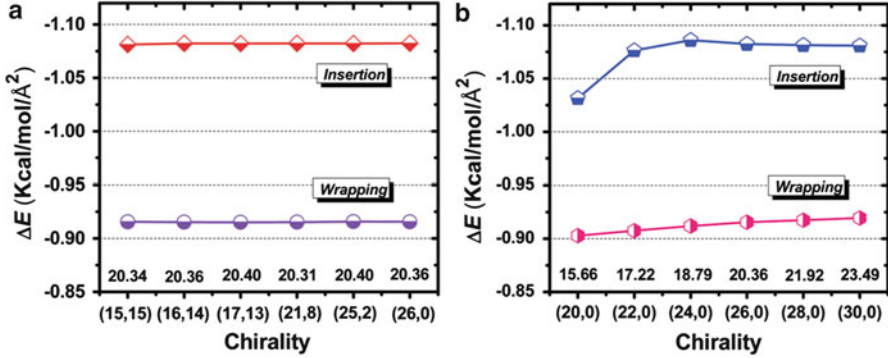 a
ΔE (Kcal/mol/Å²)
-1.10
-1.05
-1.00
-0.95
-0.90
-0.85
Insertion
Wrapping
20.34 20.36 20.40 20.31 20.40 20.36
(15,15) (16,14) (17,13) (21,8) (25,2) (26,0)
Chirality
b
ΔE (Kcal/mol/Å²)
-1.10
-1.05
-1.00
-0.95
-0.90
-0.85
Insertion
Wrapping
15.66 17.22 18.79 20.36 21.92 23.49
(20,0) (22,0) (24,0) (26,0) (28,0) (30,0)
Chirality